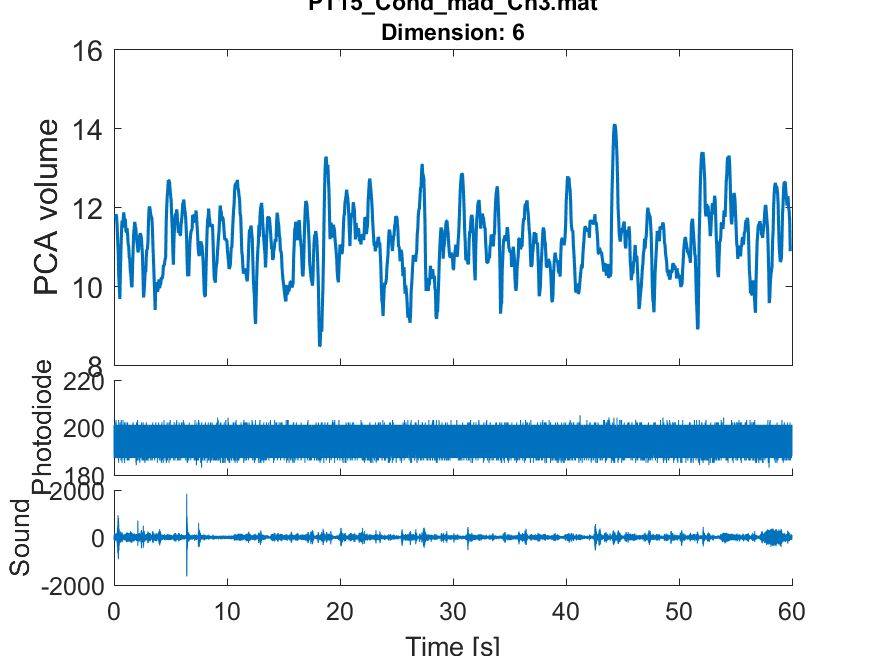 PT15_Cond_mad_Ch3.mat
Dimension: 6
16
14
12
10
8
PCA volume
220
200
180
Photodiode
2000
0
-2000
Sound
0 10 20 30 40 50 60
Time [s]